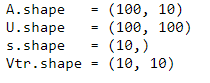 A.shape   = (100, 10)
U.shape   = (100, 100)
s.shape   = (10,)
Vtr.shape = (10, 10)